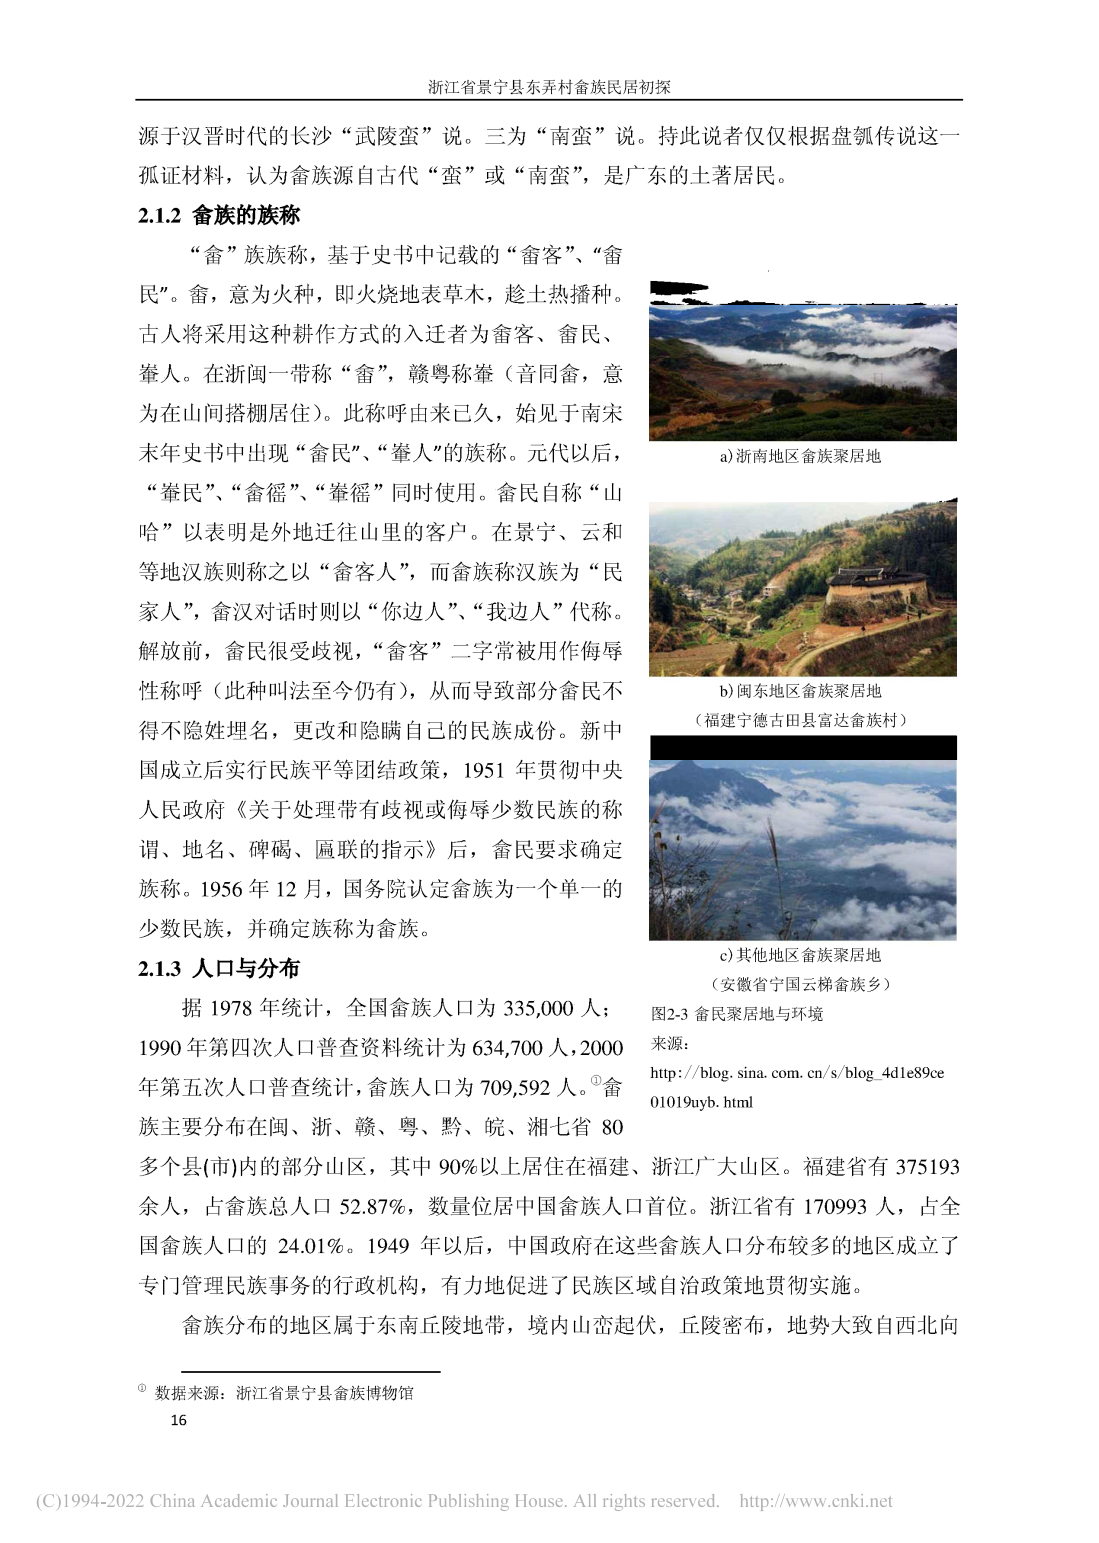 浙江省景宁县东弄村畲族民居初探
源于汉晋时代的长沙“武陵蛮”说。三为“南蛮”说。持此说者仅仅根据盘瓠传说这一
孤证材料，认为畲族源自古代“蛮”或“南蛮”，是广东的土著居民。
2.1.2 畲族的族称
“畲”族族称，基于史书中记载的“畲客”、“畲
民”。畲，意为火种，即火烧地表草木，趁土热播种。
古人将采用这种耕作方式的入迁者为畲客、畲民、
輋人。在浙闽一带称“畲”，赣粤称輋（音同畲，意
为在山间搭棚居住）。此称呼由来已久，始见于南宋
末年史书中出现“畲民”、“輋人”的族称。元代以后，
“輋民”、“畲徭”、“輋徭”同时使用。畲民自称“山
哈”以表明是外地迁往山里的客户。在景宁、云和
等地汉族则称之以“畲客人”，而畲族称汉族为“民
家人”，畲汉对话时则以“你边人”、“我边人”代称。
解放前，畲民很受歧视，“畲客”二字常被用作侮辱
性称呼（此种叫法至今仍有），从而导致部分畲民不
得不隐姓埋名，更改和隐瞒自己的民族成份。新中
国成立后实行民族平等团结政策，1951 年贯彻中央
人民政府《关于处理带有歧视或侮辱少数民族的称
谓、地名、碑碣、匾联的指示》后，畲民要求确定
族称。1956 年 12 月，国务院认定畲族为一个单一的
少数民族，并确定族称为畲族。
2.1.3 人口与分布
据 1978 年统计，全国畲族人口为 335,000 人；
1990 年第四次人口普查资料统计为 634,700 人，2000
年第五次人口普查统计，畲族人口为 709,592 人。①畲
族主要分布在闽、浙、赣、粤、黔、皖、湘七省 80
a)浙南地区畲族聚居地
b)闽东地区畲族聚居地
（福建宁德古田县富达畲族村）
c)其他地区畲族聚居地
（安徽省宁国云梯畲族乡）
图2-3 畲民聚居地与环境
来源：
http://blog.sina.com.cn/s/blog_4d1e89ce
01019uyb.html
多个县(市)内的部分山区，其中 90%以上居住在福建、浙江广大山区。福建省有 375193
余人，占畲族总人口 52.87%，数量位居中国畲族人口首位。浙江省有 170993 人，占全
国畲族人口的 24.01%。1949 年以后，中国政府在这些畲族人口分布较多的地区成立了
专门管理民族事务的行政机构，有力地促进了民族区域自治政策地贯彻实施。
畲族分布的地区属于东南丘陵地带，境内山峦起伏，丘陵密布，地势大致自西北向
① 数据来源：浙江省景宁县畲族博物馆
16
(C)1994-2022 China Academic Journal Electronic Publishing House. All rights reserved. http://www.cnki.net